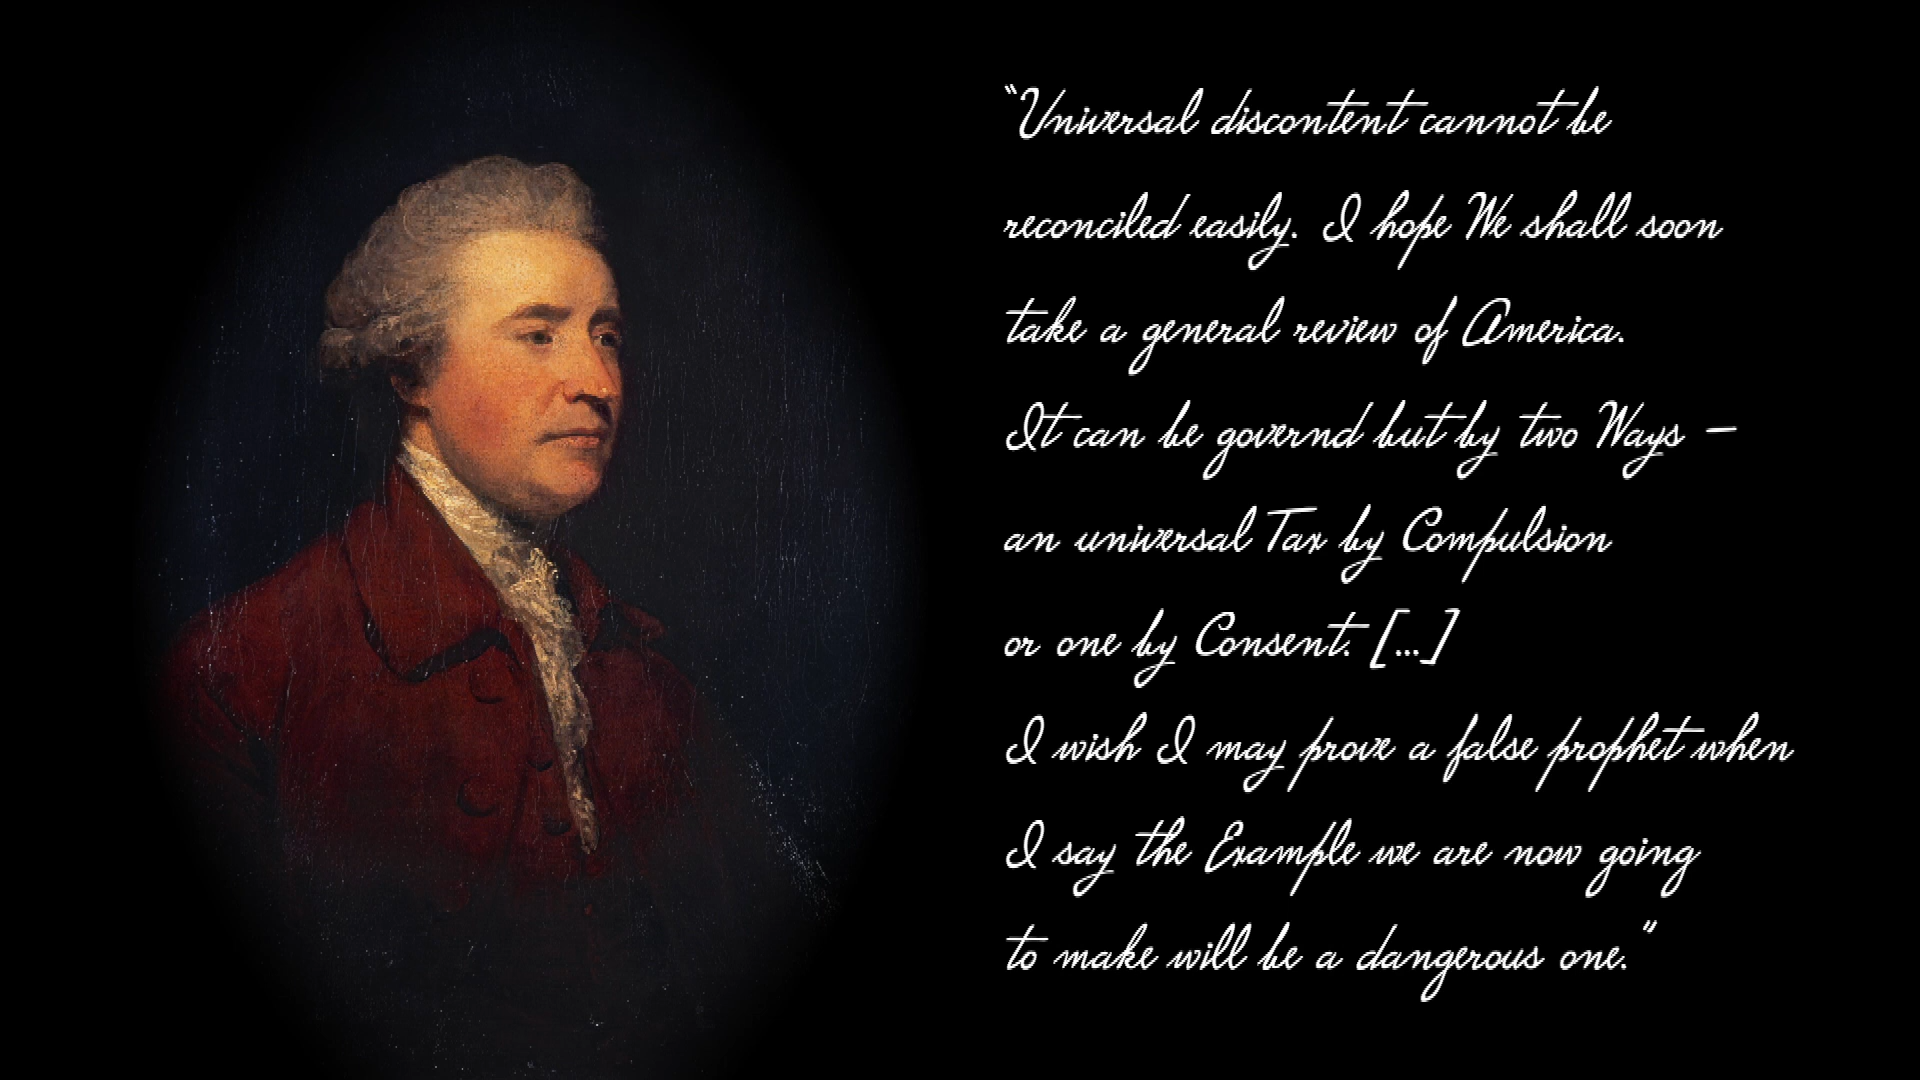 “Universal discontent cannot be
reconciled easily. I hope We shall soon
take a general review of America.
It can be governd but by two Ways –
an universal Tax by Compulsion
or one by Consent. [...]
I wish I may prove a false prophet when
I say the Example we are now going
to make will be a dangerous one.”